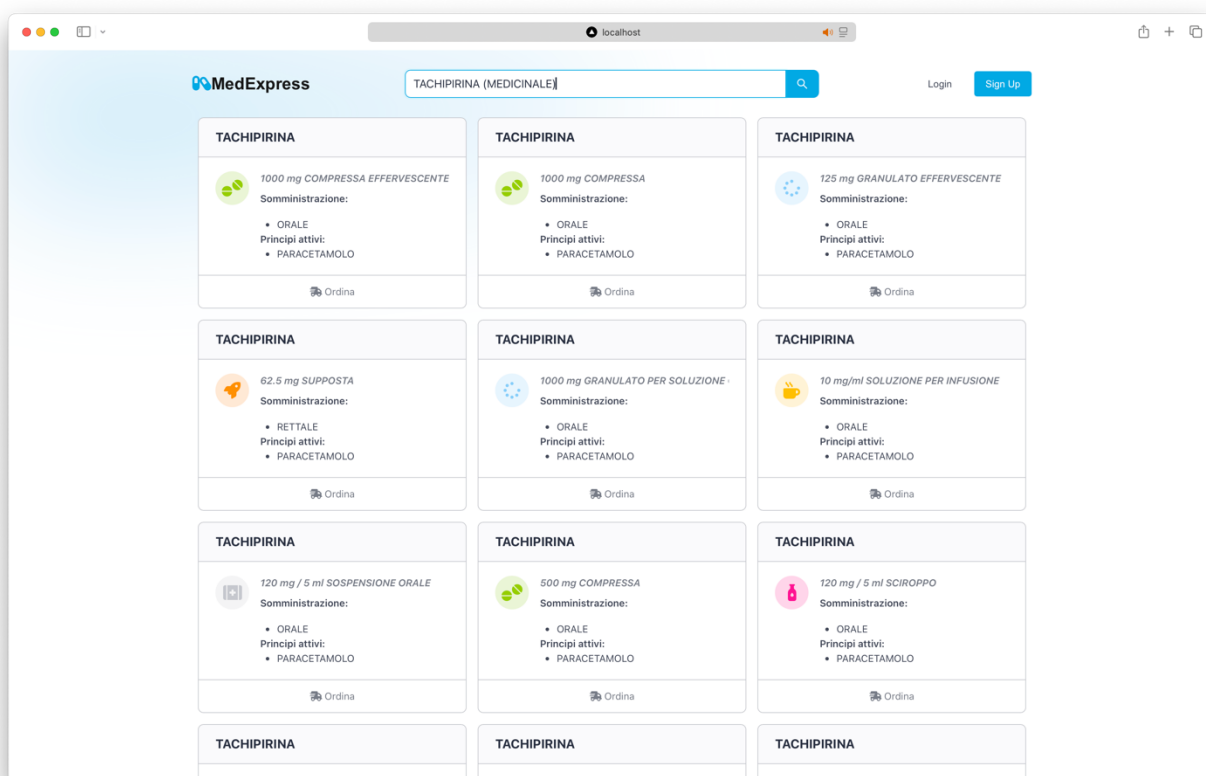 localhost
MedExpress
TACHIPIRINA (MEDICINALE)
Login
Sign Up
TACHIPIRINA
1000 mg COMPRESSA EFFERVESCENTE
Somministrazione:
• ORALE
Principi attivi:
• PARACETAMOLO
Ordina
TACHIPIRINA
1000 mg COMPRESSA
Somministrazione:
• ORALE
Principi attivi:
• PARACETAMOLO
Ordina
TACHIPIRINA
125 mg GRANULATO EFFERVESCENTE
Somministrazione:
• ORALE
Principi attivi:
• PARACETAMOLO
Ordina
TACHIPIRINA
62.5 mg SUPPOSTA
Somministrazione:
• RETTALE
Principi attivi:
• PARACETAMOLO
Ordina
TACHIPIRINA
1000 mg GRANULATO PER SOLUZIONE
Somministrazione:
• ORALE
Principi attivi:
• PARACETAMOLO
Ordina
TACHIPIRINA
10 mg/ml SOLUZIONE PER INFUSIONE
Somministrazione:
• ORALE
Principi attivi:
• PARACETAMOLO
Ordina
TACHIPIRINA
120 mg / 5 ml SOSPENSIONE ORALE
Somministrazione:
• ORALE
Principi attivi:
• PARACETAMOLO
Ordina
TACHIPIRINA
500 mg COMPRESSA
Somministrazione:
• ORALE
Principi attivi:
• PARACETAMOLO
Ordina
TACHIPIRINA
120 mg / 5 ml SCIROPPO
Somministrazione:
• ORALE
Principi attivi:
• PARACETAMOLO
Ordina
TACHIPIRINA
TACHIPIRINA
TACHIPIRINA